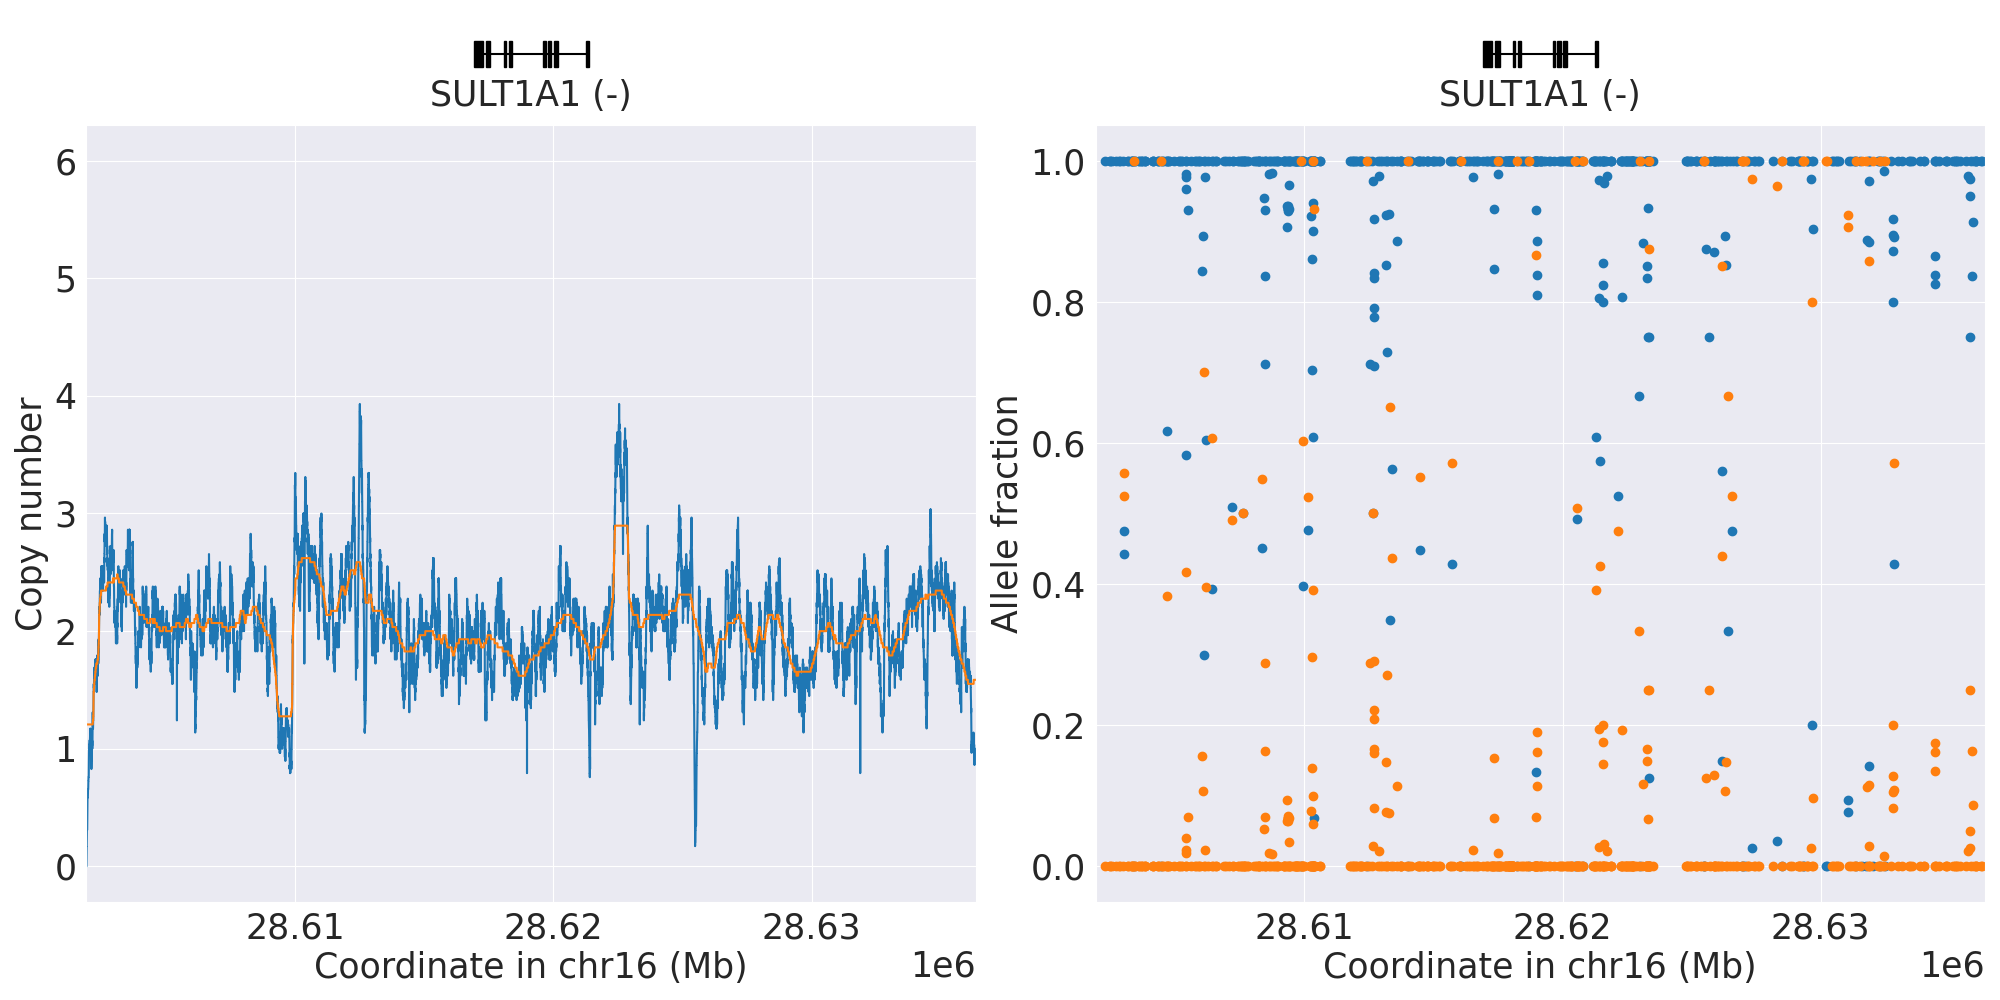 SULT1A1 (-)
6
5
4
3
2
1
0
Copy number
28.61
28.62
28.63
Coordinate in chr16 (Mb)
1e6
SULT1A1 (-)
1.0
0.8
0.6
0.4
0.2
0.0
Allele fraction
28.61
28.62
28.63
Coordinate in chr16 (Mb)
1e6